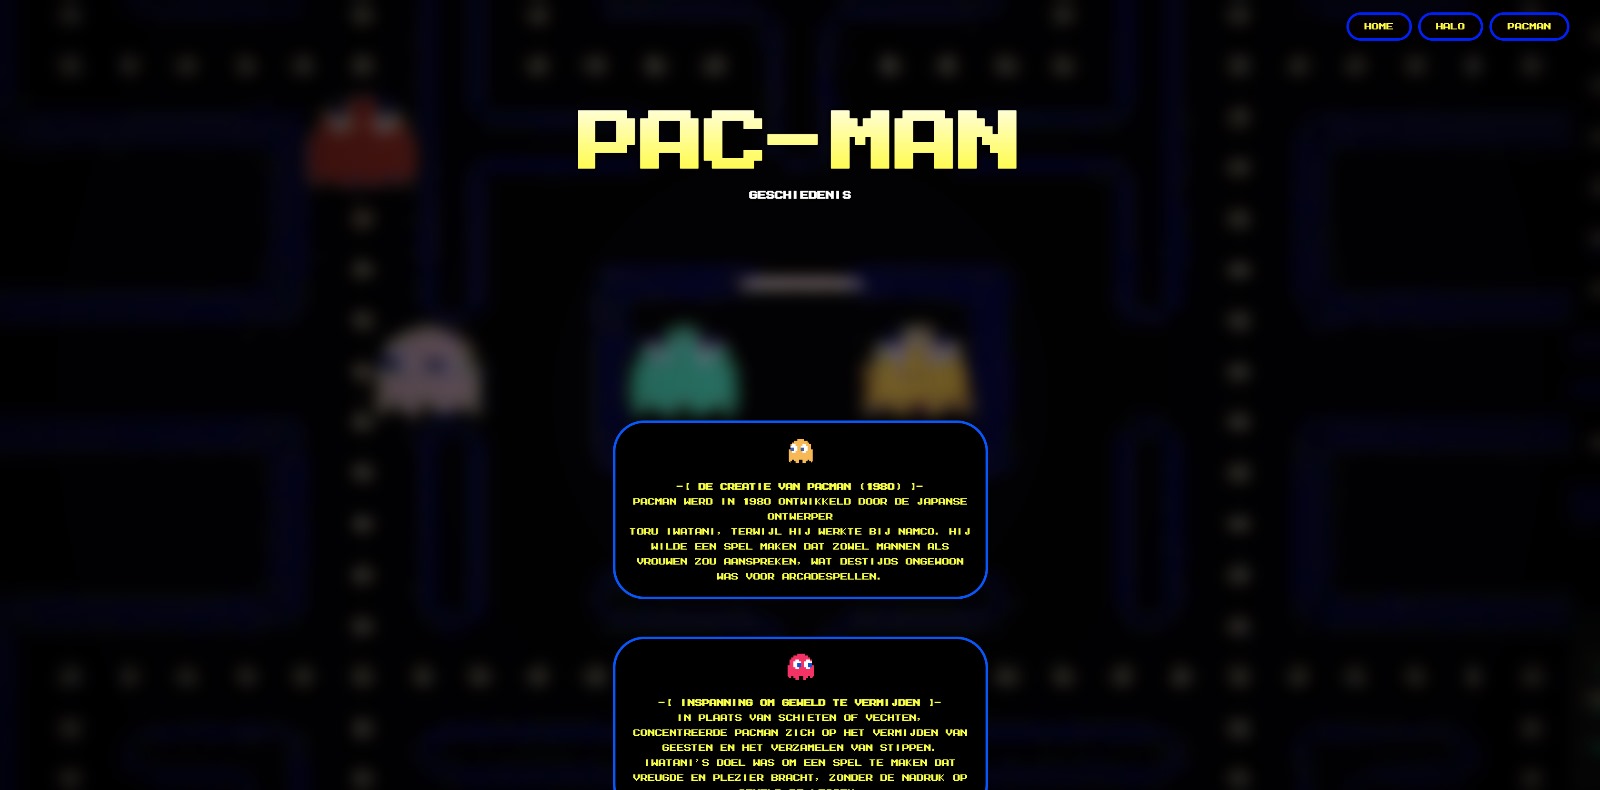 HOME HALO PACMAN
PAC-MAN
GESCHIEDENIS
-[ DE CREATIE VAN PACMAN (1980) ]-
PACMAN WERD IN 1980 ONTWIKKELD DOOR DE JAPANSE
ONTWERPER
TORU IWATANI, TERWIJL HIJ WERKTE BIJ NAMCO. HIJ
WILDE EEN SPEL MAKEN DAT ZOWEL MANNEN ALS
VROUWEN ZOU AANSPREKEN, WAT DESTIJDS ONGEWOON
WAS VOOR ARCADESPELLEN.
-[ INSPANNING OM GEWELD TE VERMIJDEN ]-
IN PLAATS VAN SCHIETEN OF VECHTEN,
CONCENTREERDE PACMAN ZICH OP HET VERMIJDEN VAN
GEESTEN EN HET VERZAMELEN VAN STIPPEN.
IWATANI'S DOEL WAS OM EEN SPEL TE MAKEN DAT
VREUGDE EN PLEZIER BRACHT, ZONDER DE NADRUK OP